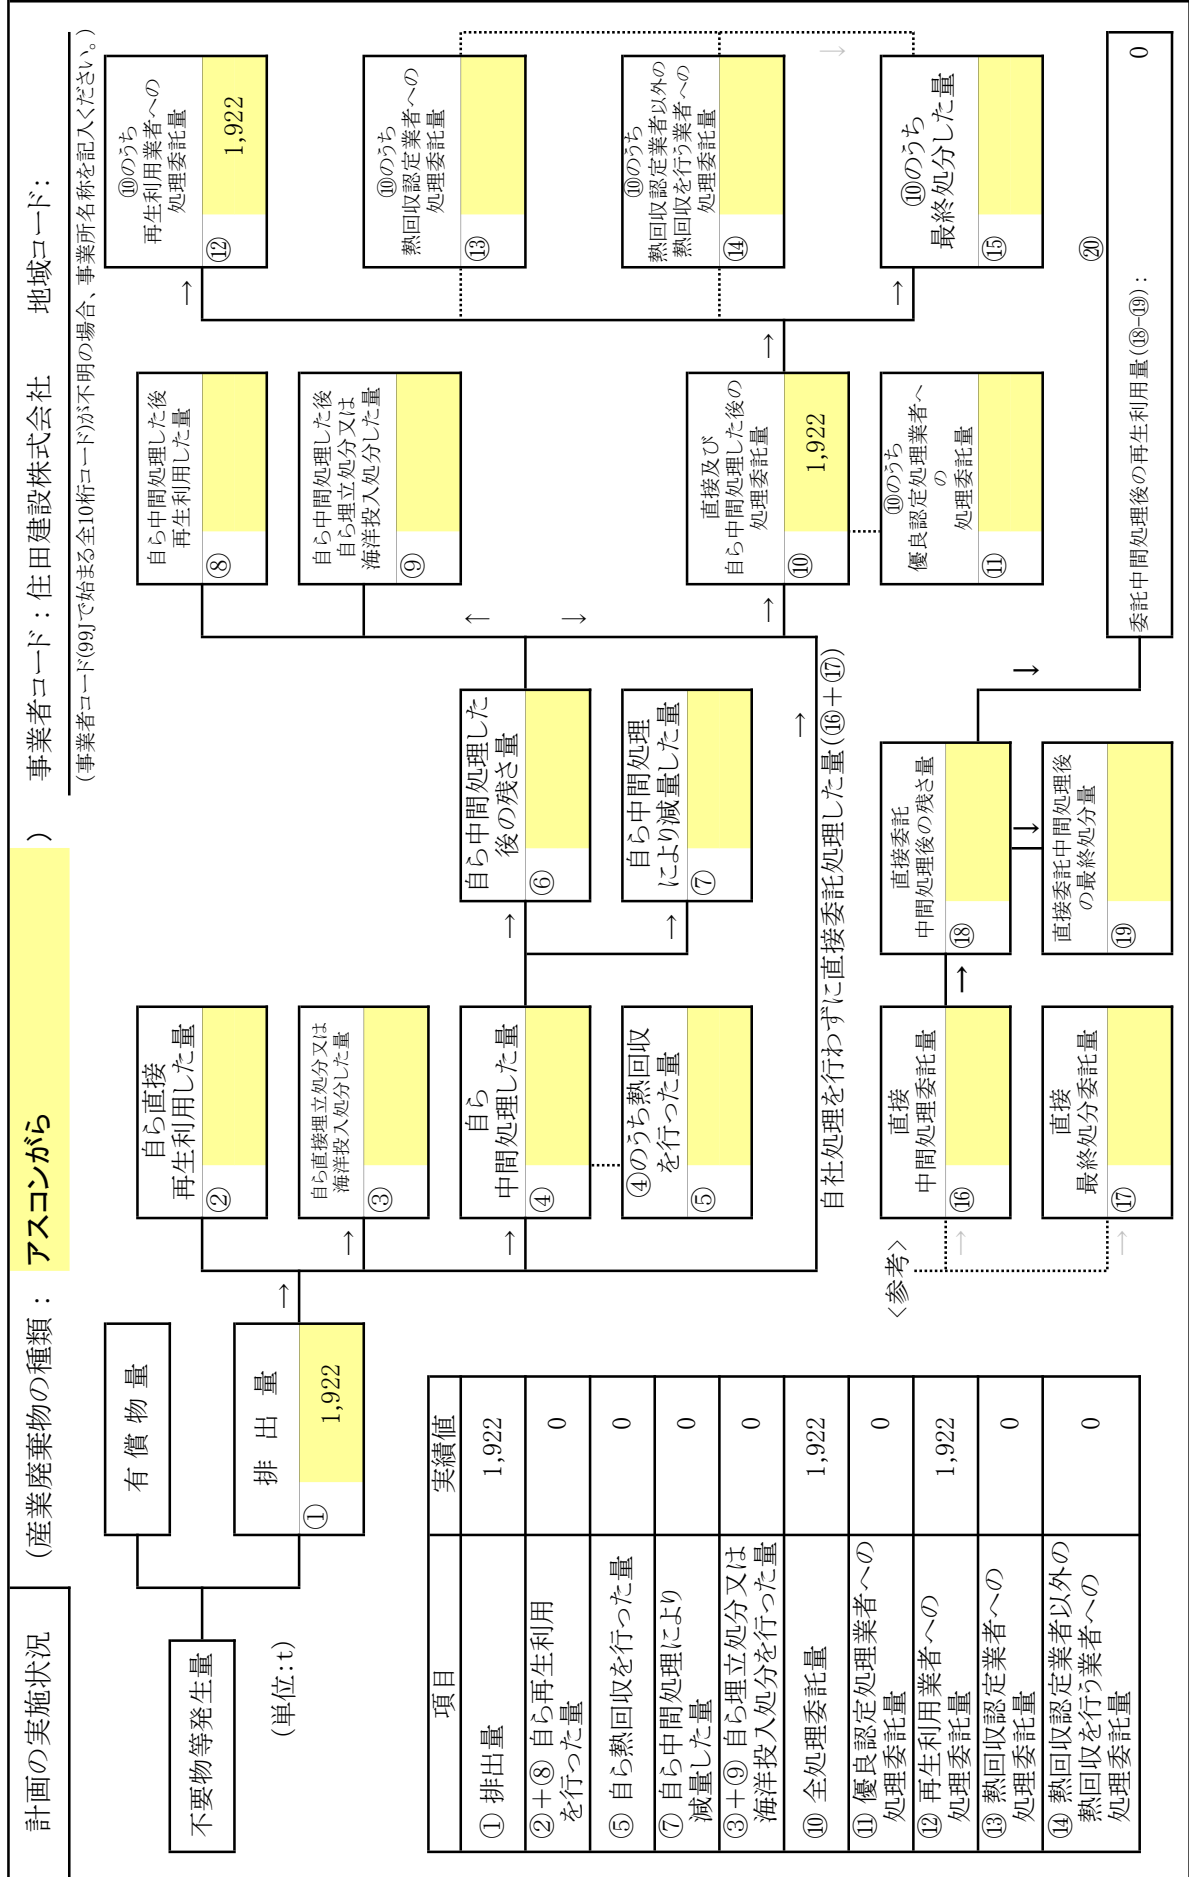 計画の実施状況
(産業廃棄物の種類：
アスコンがら
)
事業者コード：住田建設株式会社
地域コード：
(事業者コード(99｣で始まる全10桁コード)が不明の場合、事業所名称を記入ください。)
不要物等発生量
(単位:t)
有 償 物 量
排 出 量
①
1,922
→
自ら直接
再生利用した量
②
→
自ら直接埋立処分又は
海洋投入処分した量
③
→
自ら
中間処理した量
④
④のうち熱回収
を行った量
⑤
→
自ら中間処理した
後の残さ量
⑥
→
自ら中間処理
により減量した量
⑦
↑
↓
自ら中間処理した後
再生利用した量
⑧
自ら中間処理した後
自ら埋立処分又は
海洋投入処分した量
⑨
→
自社処理を行わずに直接委託処理した量(⑯＋⑰)
→
直接及び
自ら中間処理した後の
処理委託量
⑩
1,922
⑩のうち
優良認定処理業者へ
の
処理委託量
⑪
→
→
⑩のうち
再生利用業者への
処理委託量
⑫
1,922
⑩のうち
熱回収認定業者への
処理委託量
⑬
⑩のうち
熱回収認定業者以外の
熱回収を行う業者への
処理委託量
⑭
↓
→
⑩のうち
最終処分した量
⑮
項目
実績値
① 排出量
1,922
②＋⑧ 自ら再生利用
を行った量
0
⑤ 自ら熱回収を行った量
0
⑦ 自ら中間処理により
減量した量
0
③＋⑨ 自ら埋立処分又は
海洋投入処分を行った量
0
⑩ 全処理委託量
1,922
⑪ 優良認定処理業者への
処理委託量
0
⑫ 再生利用業者への
処理委託量
1,922
⑬ 熱回収認定業者への
処理委託量
0
⑭ 熱回収認定業者以外の
熱回収を行う業者への
処理委託量
0
<参考>
→
直接
中間処理委託量
⑯
→
直接
最終処分委託量
⑰
→
直接委託
中間処理後の残さ量
⑱
↓
直接委託中間処理後
の最終処分量
⑲
↓
⑳
委託中間処理後の再生利用量(⑱-⑲)：
0